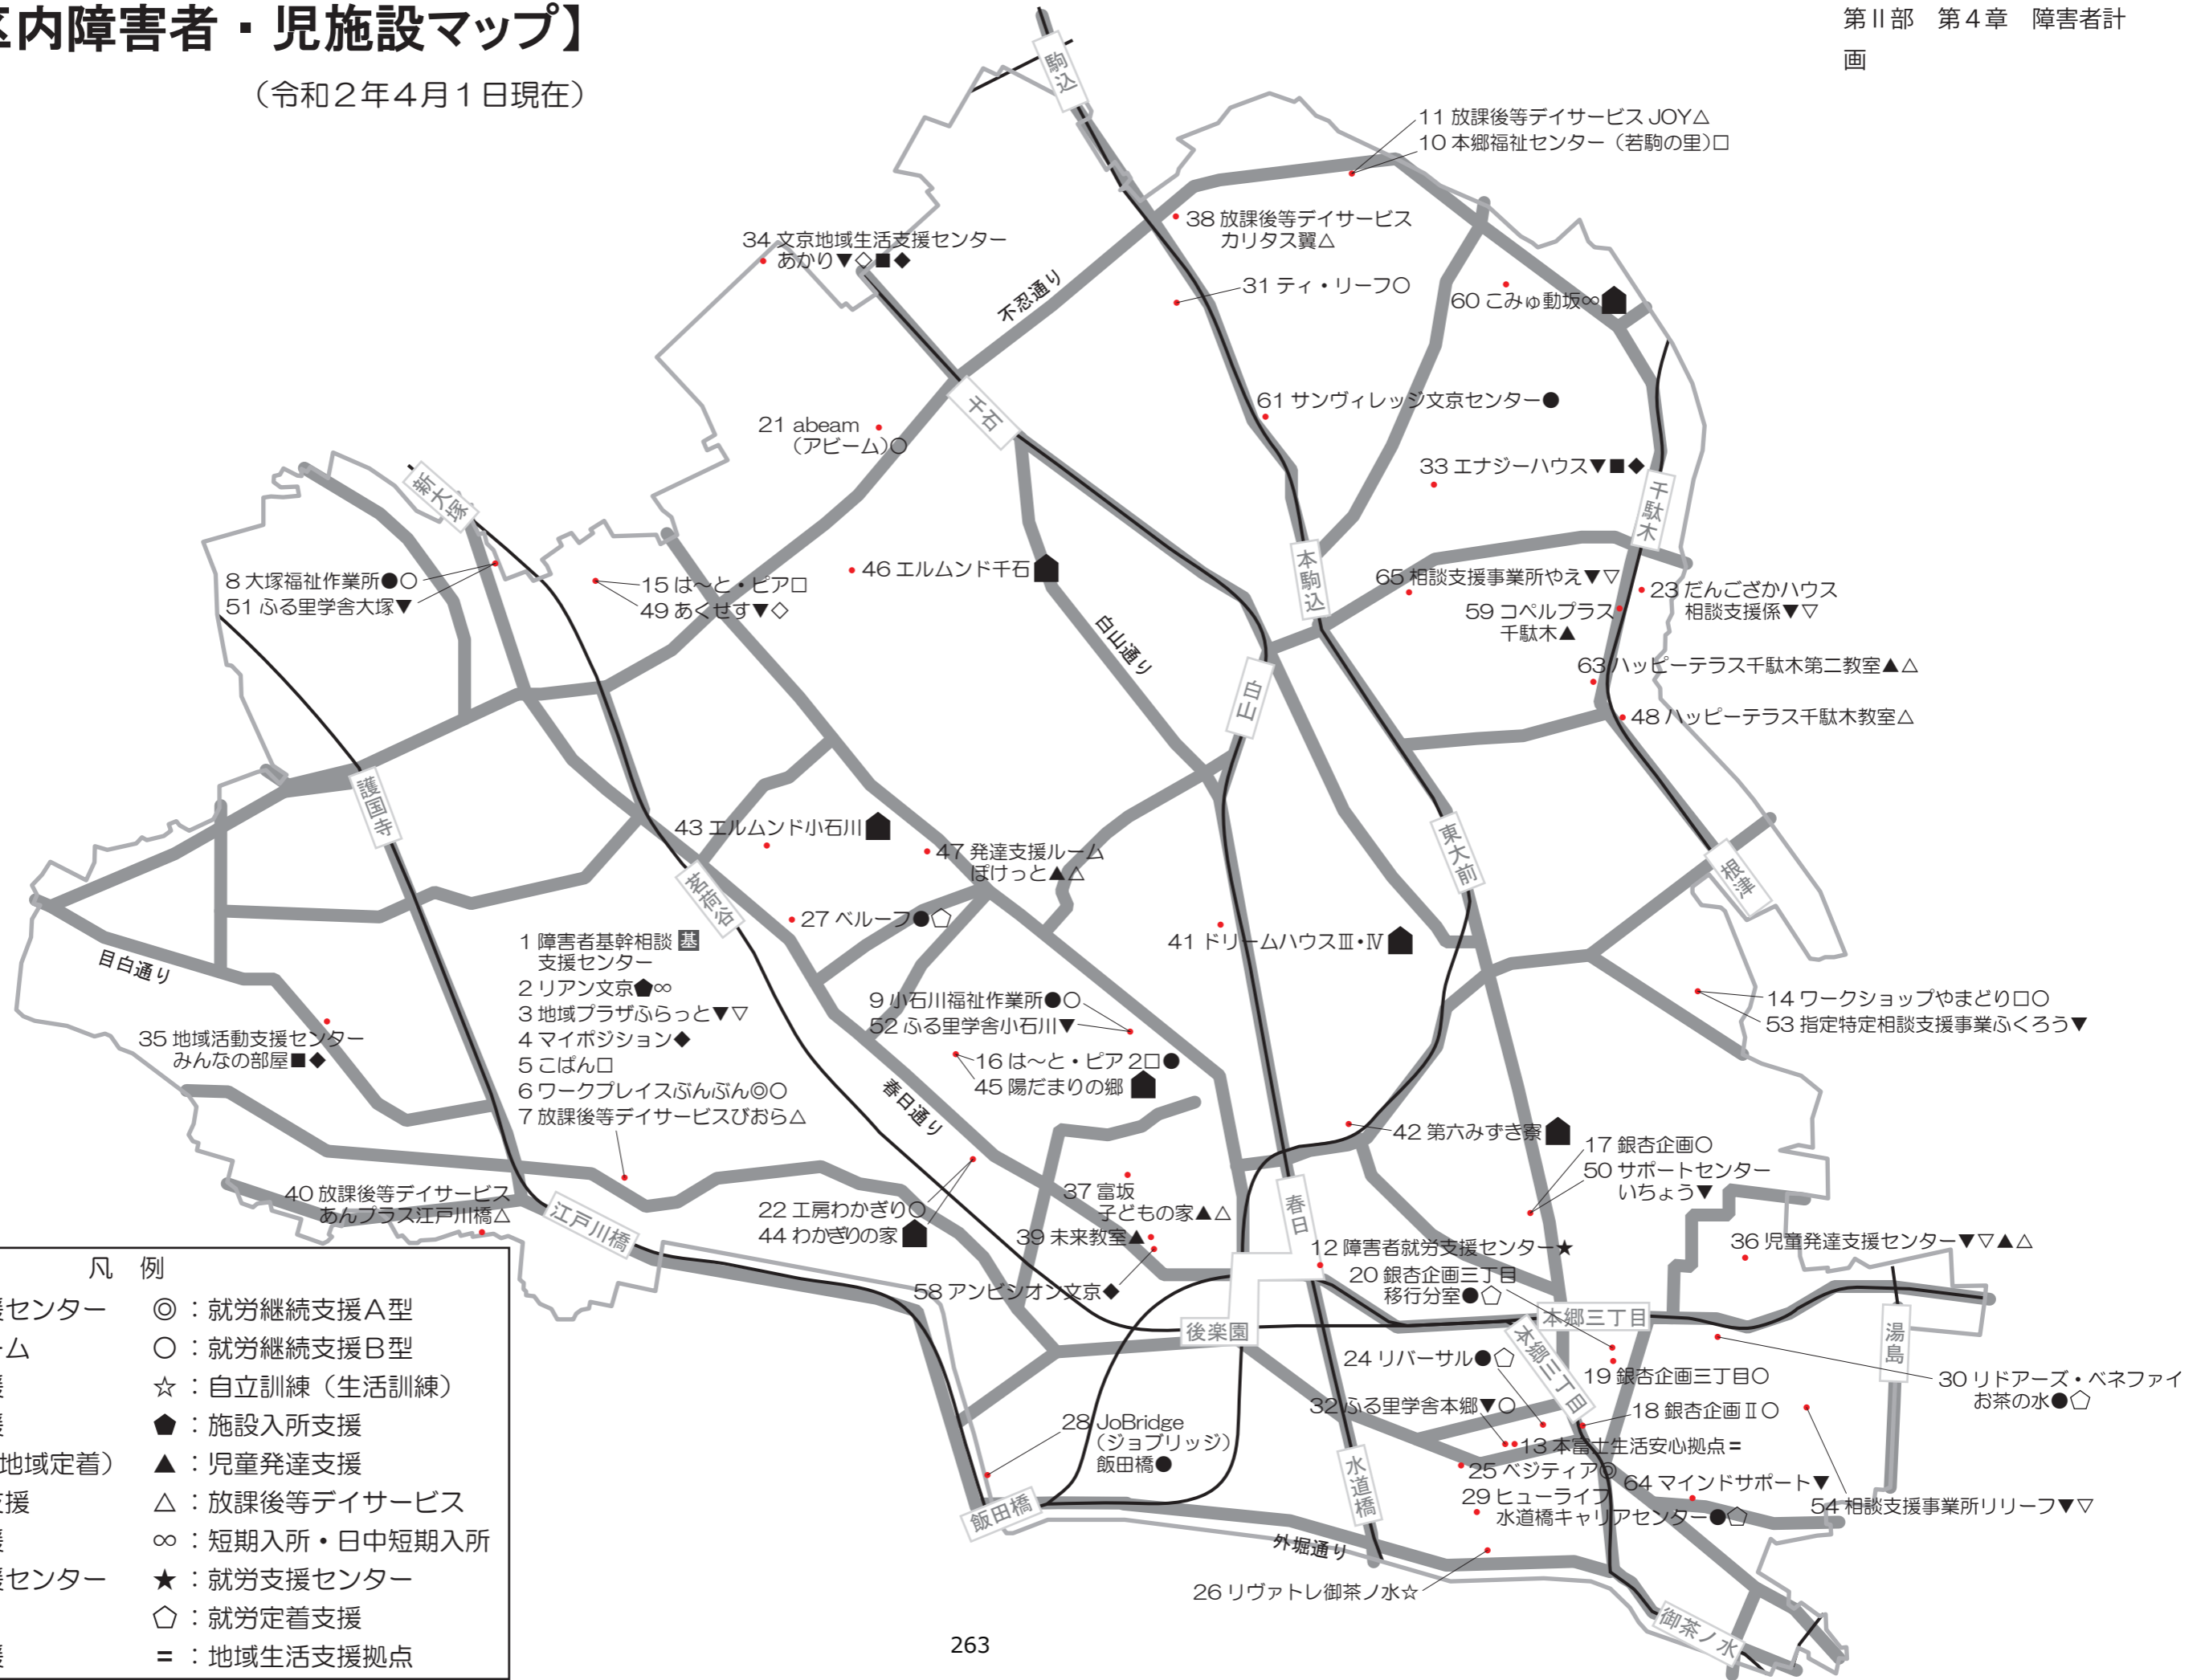 区内障害者・児施設マップ】
（令和２年４月１日現在）
第Ⅱ部　第４章　障害者計
画
駒込
11 放課後等デイサービス JOY△
10 本郷福祉センター（若駒の里）□
38 放課後等デイサービス
カリタス翼△
34 文京地域生活支援センター
あかり▼◇■◆
不忍通り
31 ティ・リーフ○
60 こみゅ動坂∞
千石
61 サンヴィレッジ文京センター●
21 abeam
（アビーム）○
33 エナジーハウス▼■◆
新大塚
千駄木
本駒込
8 大塚福祉作業所●○
51 ふる里学舎大塚▼
15 は～と・ピア□
49 あくせす▼◇
46 エルムンド千石
65 相談支援事業所やえ▼▽
23 だんござかハウス
相談支援係▼▽
59 コペルプラス
千駄木▲
白山通り
白山
63 ハッピーテラス千駄木第二教室▲△
48 ハッピーテラス千駄木教室△
護国寺
43 エルムンド小石川
47 発達支援ルーム
ぽけっと▲△
東大前
根津
茗荷谷
27 ベルーフ●⬠
41 ドリームハウスⅢ・Ⅳ
目白通り
1 障害者基幹相談 基
支援センター
2 リアン文京⬟∞
3 地域プラザふらっと▼▽
4 マイポジション◆
5 こぱん□
6 ワークプレイスぶんぶん◎○
7 放課後等デイサービスびおら△
9 小石川福祉作業所●○
52 ふる里学舎小石川▼
14 ワークショップやまどり□○
53 指定特定相談支援事業ふくろう▼
35 地域活動支援センター
みんなの部屋■◆
16 は～と・ピア 2□●
45 陽だまりの郷
春日通り
42 第六みずき寮
17 銀杏企画○
50 サポートセンター
いちょう▼
40 放課後等デイサービス
あんプラス江戸川橋△
江戸川橋
22 工房わかぎり○
44 わかぎりの家
37 富坂
子どもの家▲△
39 未来教室▲
春日
12 障害者就労支援センター★
36 児童発達支援センター▼▽▲△
58 アンビシオン文京◆
20 銀杏企画三丁目
移行分室●⬠
後楽園
本郷三丁目
本郷三丁目
湯島
24 リバーサル●⬠
19 銀杏企画三丁目○
30 リドアーズ・ベネファイ
お茶の水●⬠
32 ふる里学舎本郷▼○
18 銀杏企画Ⅱ○
28 JoBridge
（ジョブリッジ）
飯田橋●
13 本富士生活安心拠点=
25 ベジティア◎
64 マインドサポート▼
54 相談支援事業所リリーフ▼▽
29 ヒューライフ
水道橋キャリアセンター●⬠
水道橋
飯田橋
外堀通り
26 リヴァトレ御茶ノ水☆
御茶ノ水
凡　例
援センター　◎：就労継続支援Ａ型
ーム　○：就労継続支援Ｂ型
援　☆：自立訓練（生活訓練）
援　⬟：施設入所支援
地域定着）　▲：児童発達支援
支援　△：放課後等デイサービス
援　∞：短期入所・日中短期入所
援センター　★：就労支援センター
⬠：就労定着支援
援　=：地域生活支援拠点
263